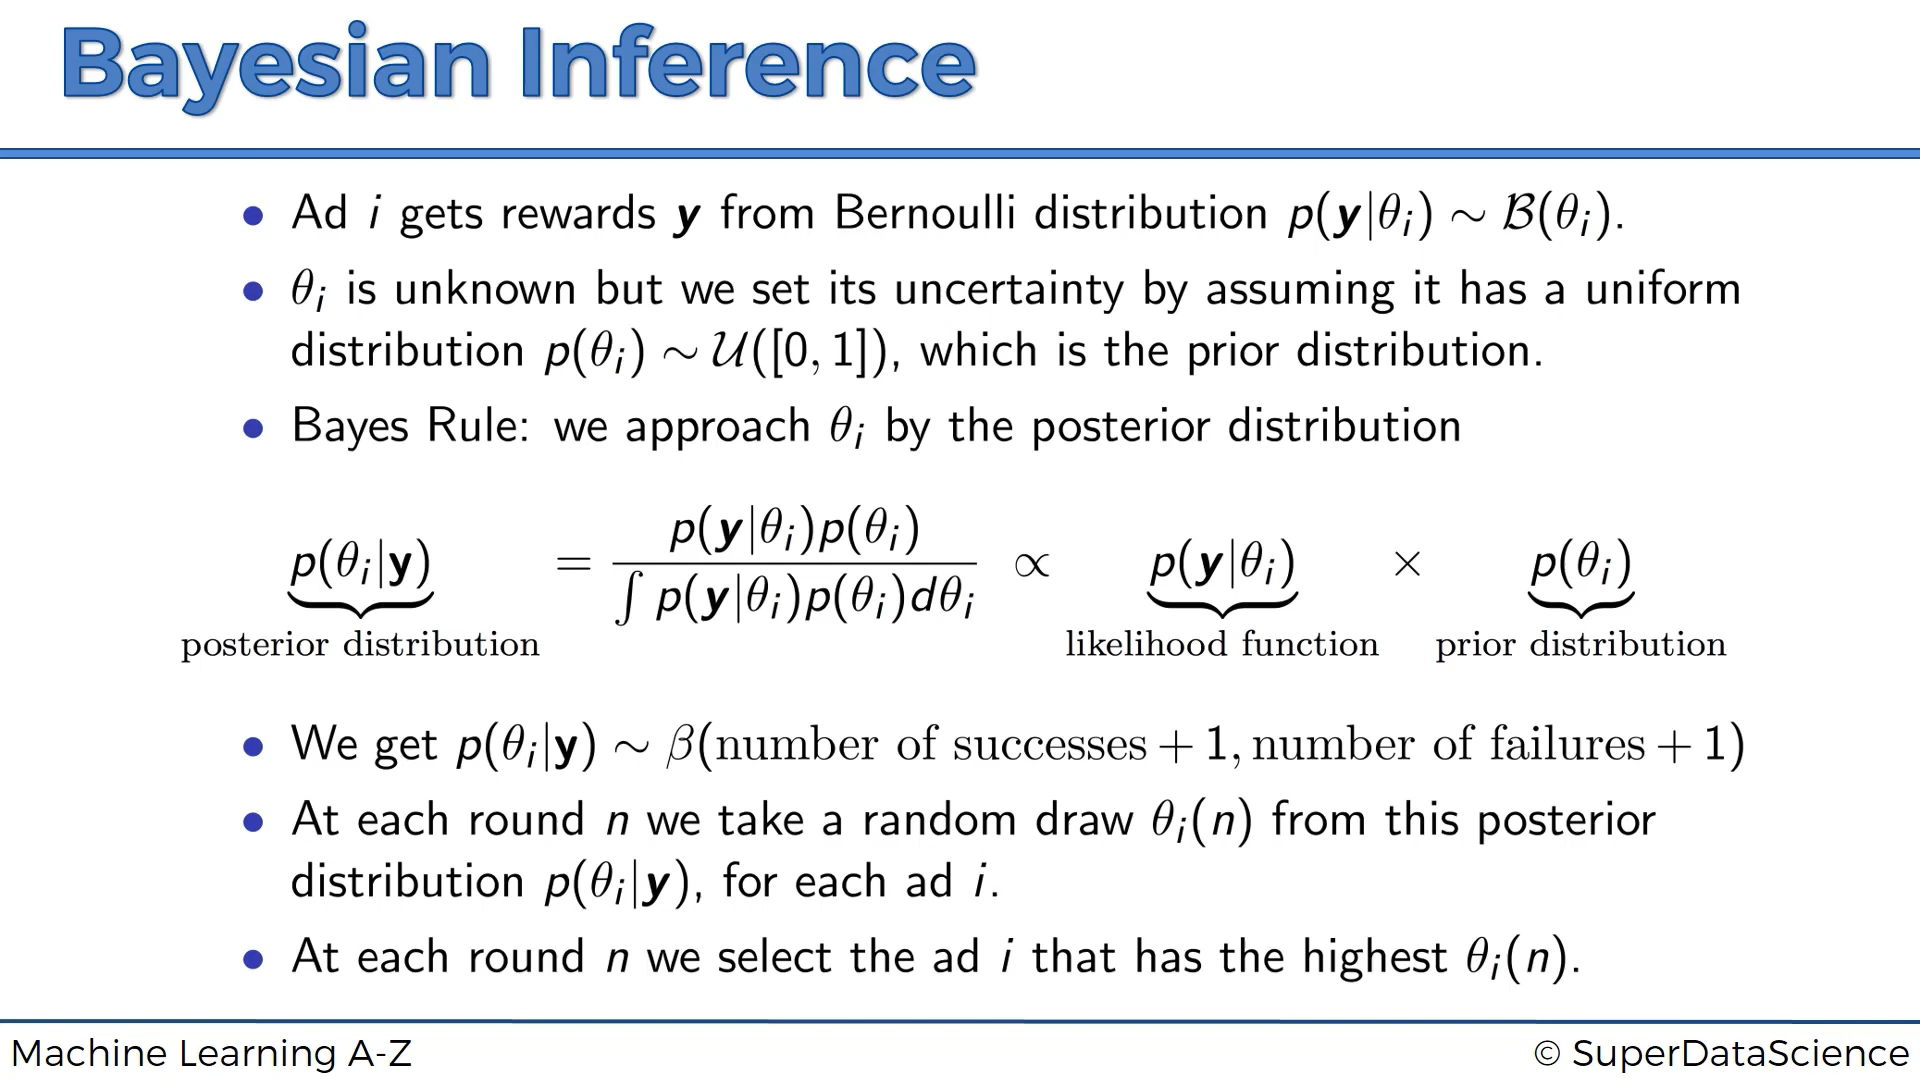 Bayesian Inference
• Ad i gets rewards y from Bernoulli distribution p(y|θᵢ) ∼ ℬ(θᵢ).
• θᵢ is unknown but we set its uncertainty by assuming it has a uniform
distribution p(θᵢ) ∼ 𝒰([0, 1]), which is the prior distribution.
• Bayes Rule: we approach θᵢ by the posterior distribution
p(θᵢ|y) = p(y|θᵢ)p(θᵢ) / ∫ p(y|θᵢ)p(θᵢ)dθᵢ ∝ p(y|θᵢ) × p(θᵢ)
posterior distribution likelihood function prior distribution
• We get p(θᵢ|y) ∼ β(number of successes + 1, number of failures + 1)
• At each round n we take a random draw θᵢ(n) from this posterior
distribution p(θᵢ|y), for each ad i.
• At each round n we select the ad i that has the highest θᵢ(n).
Machine Learning A-Z
© SuperDataScience